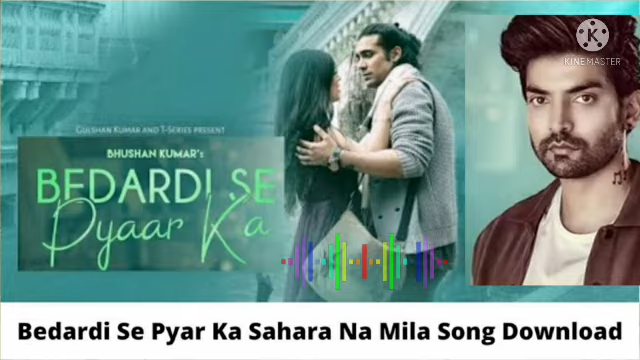 K
KINEMASTER
GULSHAN KUMAR AND T-SERIES PRESENT
BHUSHAN KUMAR's
BEDARDI SE
Pyaar Ka
Bedardi Se Pyar Ka Sahara Na Mila Song Download